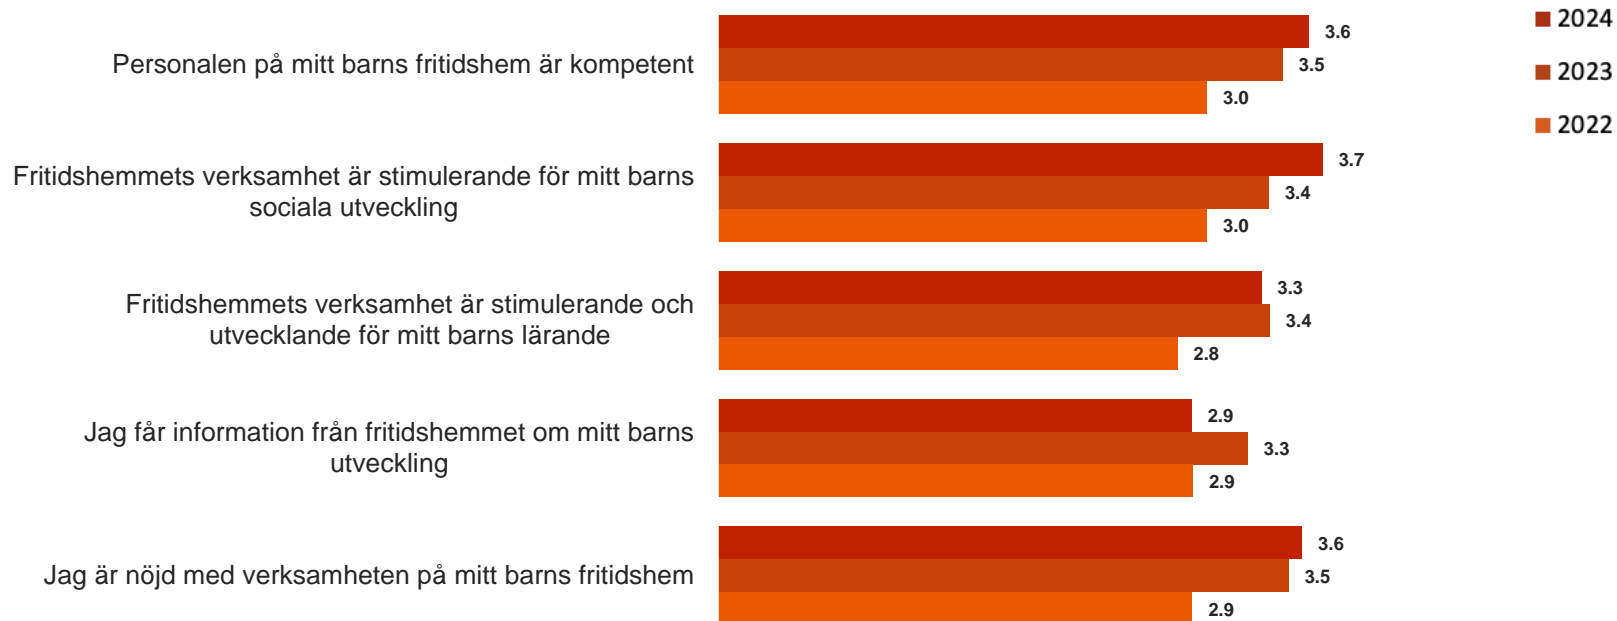 2024
2023
2022
Personalen på mitt barns fritidshem är kompetent
3.6
3.5
3.0
Fritidshemmets verksamhet är stimulerande för mitt barns
sociala utveckling
3.7
3.4
3.0
Fritidshemmets verksamhet är stimulerande och
utvecklande för mitt barns lärande
3.3
3.4
2.8
Jag får information från fritidshemmet om mitt barns
utveckling
2.9
3.3
2.9
Jag är nöjd med verksamheten på mitt barns fritidshem
3.6
3.5
2.9